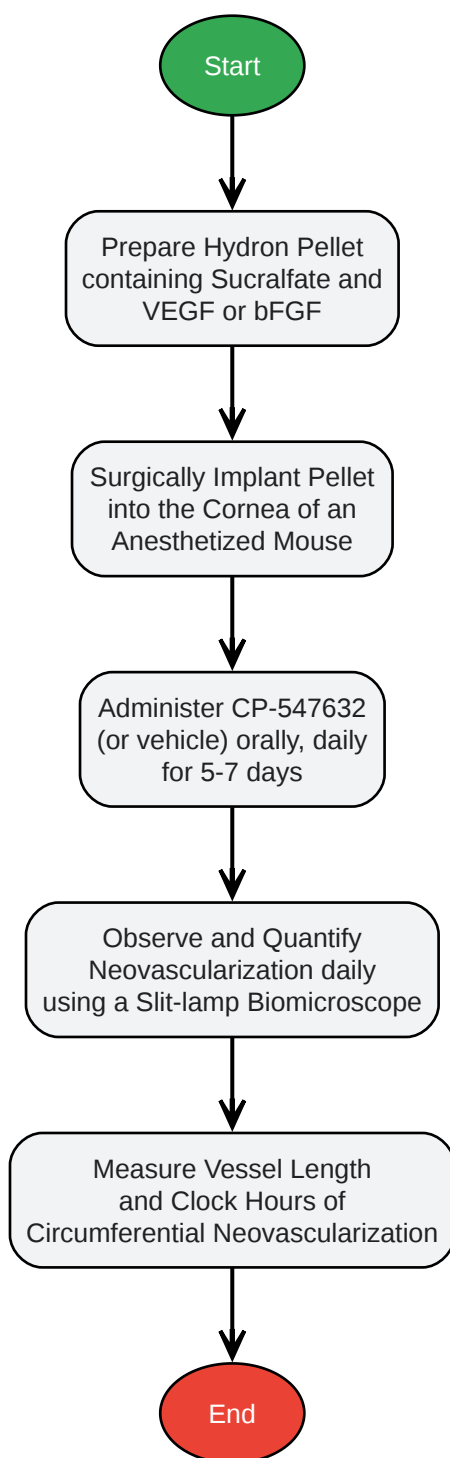 Start
Prepare Hydron Pellet
containing Sucralfate and
VEGF or bFGF
Surgically Implant Pellet
into the Cornea of an
Anesthetized Mouse
Administer CP-547632
(or vehicle) orally, daily
for 5-7 days
Observe and Quantify
Neovascularization daily
using a Slit-lamp Biomicroscope
Measure Vessel Length
and Clock Hours of
Circumferential Neovascularization
End